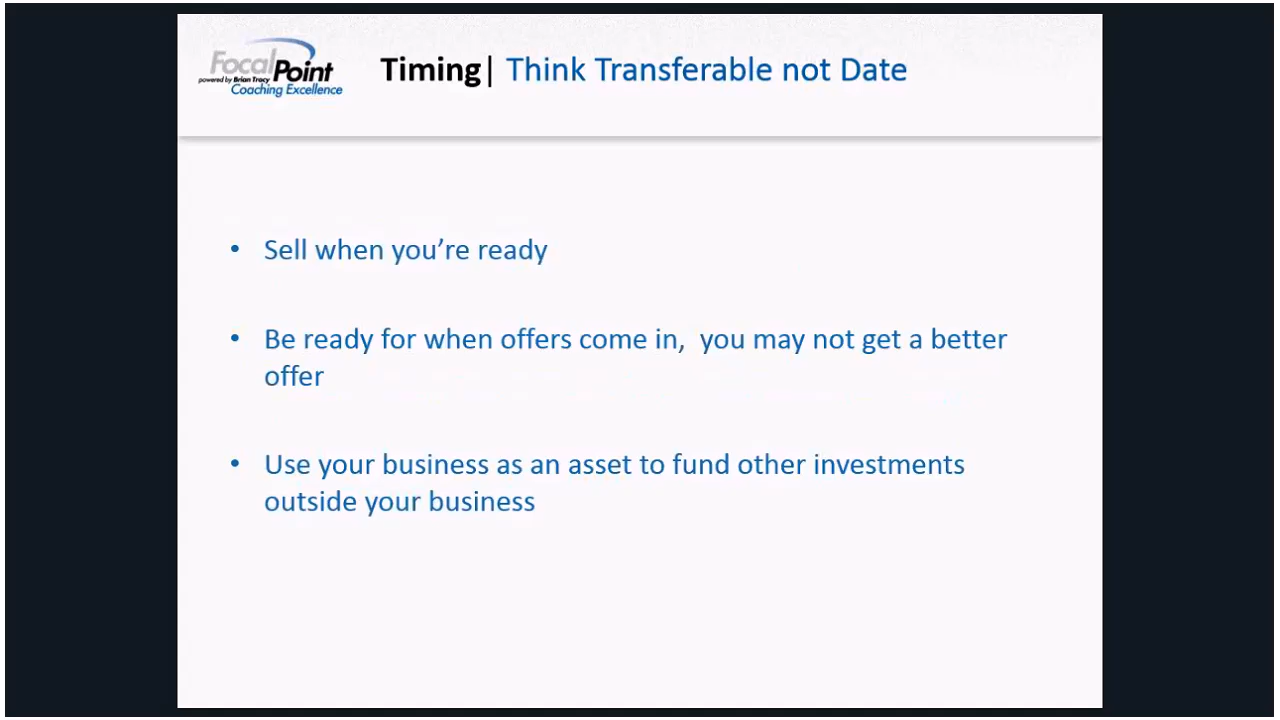 FocalPoint
powered by Brian Tracy
Coaching Excellence
Timing| Think Transferable not Date
• Sell when you’re ready
• Be ready for when offers come in,  you may not get a better
offer
• Use your business as an asset to fund other investments
outside your business